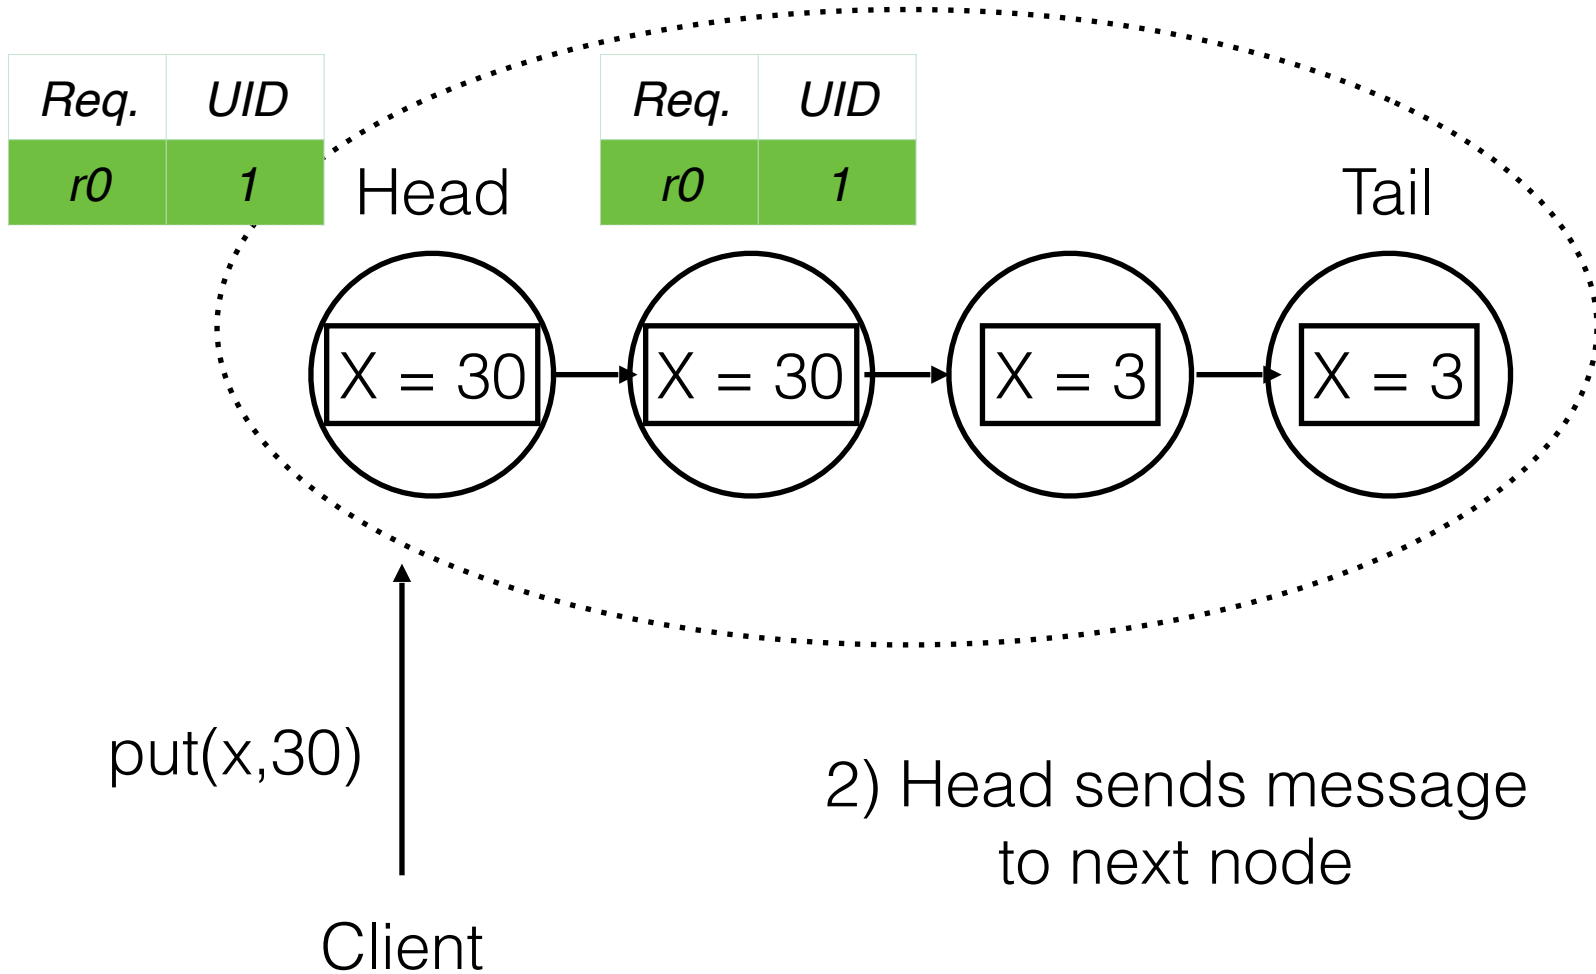 Req. UID
r0 1
Req. UID
r0 1
Head
Tail
X = 30
X = 30
X = 3
X = 3
put(x,30)
2) Head sends message
to next node
Client